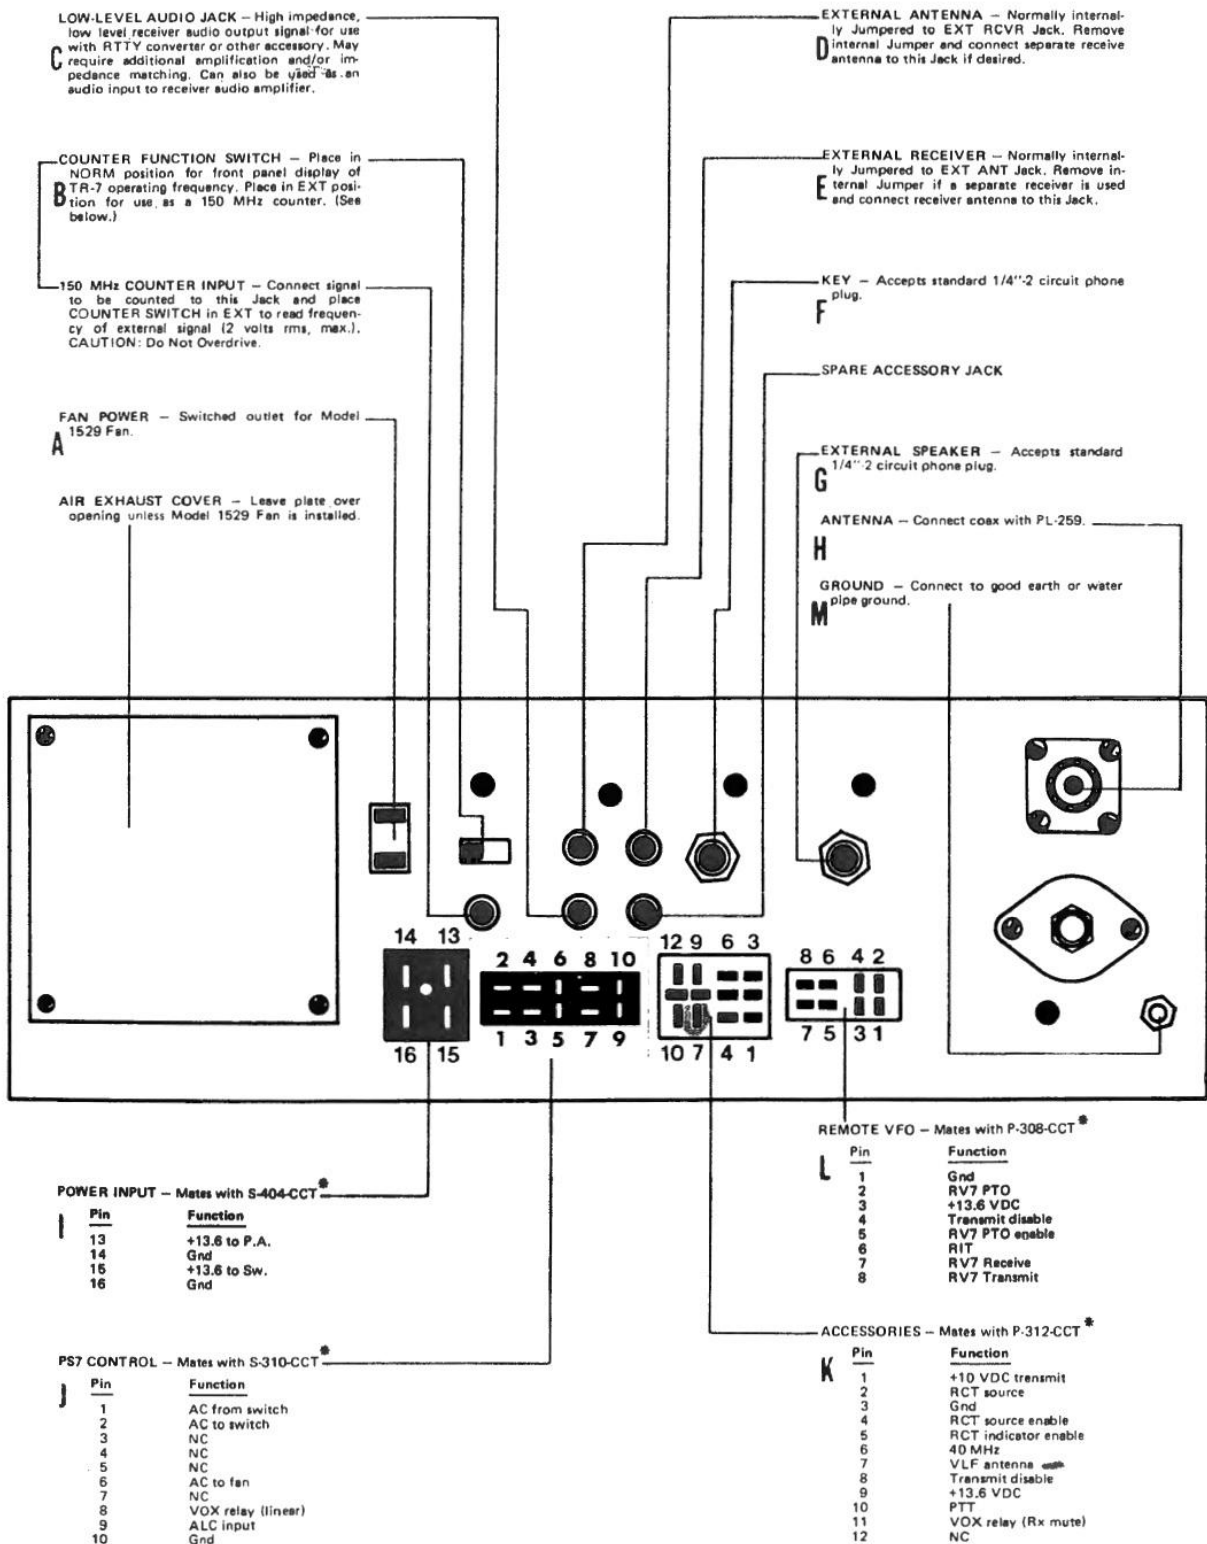 LOW-LEVEL AUDIO JACK – High impedance,
low level receiver audio output signal for use
with RTTY converter or other accessory. May
require additional amplification and/or im-
pedance matching. Can also be used as an
audio input to receiver audio amplifier.
C
COUNTER FUNCTION SWITCH – Place in
NORM position for front panel display of
TR-7 operating frequency. Place in EXT posi-
tion for use as a 150 MHz counter. (See
below.)
B
150 MHz COUNTER INPUT – Connect signal
to be counted to this Jack and place
COUNTER SWITCH in EXT to read frequen-
cy of external signal (2 volts rms, max.).
CAUTION: Do Not Overdrive.
FAN POWER – Switched outlet for Model
1529 Fan.
A
AIR EXHAUST COVER – Leave plate over
opening unless Model 1529 Fan is installed.
EXTERNAL ANTENNA – Normally internal-
ly Jumpered to EXT RCVR Jack. Remove
internal Jumper and connect separate receive
antenna to this Jack if desired.
D
EXTERNAL RECEIVER – Normally internal-
ly Jumpered to EXT ANT Jack. Remove in-
ternal Jumper if a separate receiver is used
and connect receiver antenna to this Jack.
E
KEY – Accepts standard 1/4"-2 circuit phone
plug.
F
SPARE ACCESSORY JACK
EXTERNAL SPEAKER – Accepts standard
1/4"-2 circuit phone plug.
G
ANTENNA – Connect coax with PL-259.
H
GROUND – Connect to good earth or water
pipe ground.
M
14 13
16 15
2 4 6 8 10
1 3 5 7 9
12 9 6 3
10 7 4 1
8 6 4 2
7 5 3 1
POWER INPUT – Mates with S-404-CCT*
I
Pin Function
13 +13.6 to P.A.
14 Gnd
15 +13.6 to Sw.
16 Gnd
PS7 CONTROL – Mates with S-310-CCT*
J
Pin Function
1 AC from switch
2 AC to switch
3 NC
4 NC
5 NC
6 AC to fan
7 NC
8 VOX relay (linear)
9 ALC input
10 Gnd
REMOTE VFO – Mates with P-308-CCT*
L
Pin Function
1 Gnd
2 RV7 PTO
3 +13.6 VDC
4 Transmit disable
5 RV7 PTO enable
6 RIT
7 RV7 Receive
8 RV7 Transmit
ACCESSORIES – Mates with P-312-CCT*
K
Pin Function
1 +10 VDC transmit
2 RCT source
3 Gnd
4 RCT source enable
5 RCT indicator enable
6 40 MHz
7 VLF antenna
8 Transmit disable
9 +13.6 VDC
10 PTT
11 VOX relay (Rx mute)
12 NC